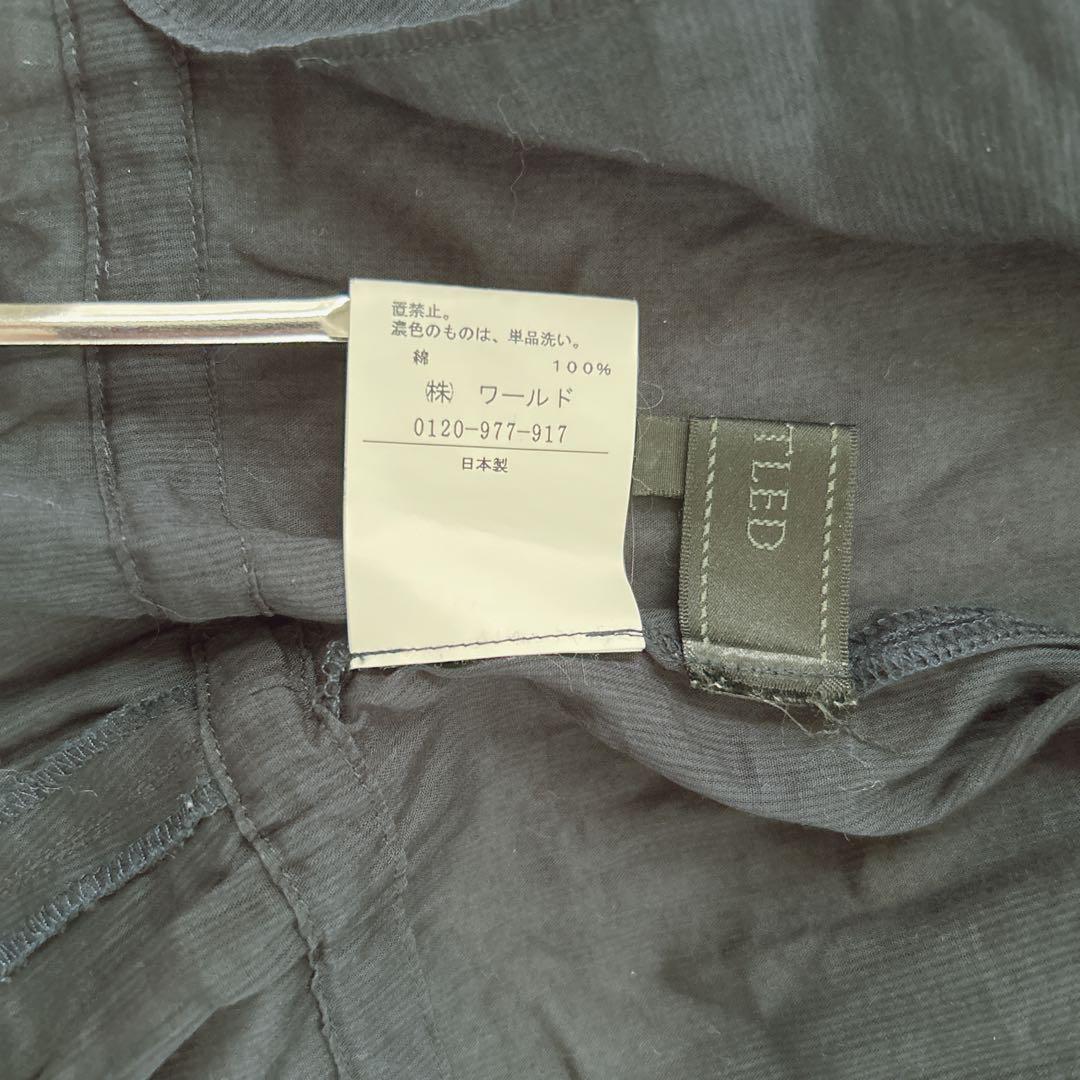 置禁止。
濃色のものは、単品洗い。
綿 100%
㈱ ワールド
0120-977-917
日本製
TLED